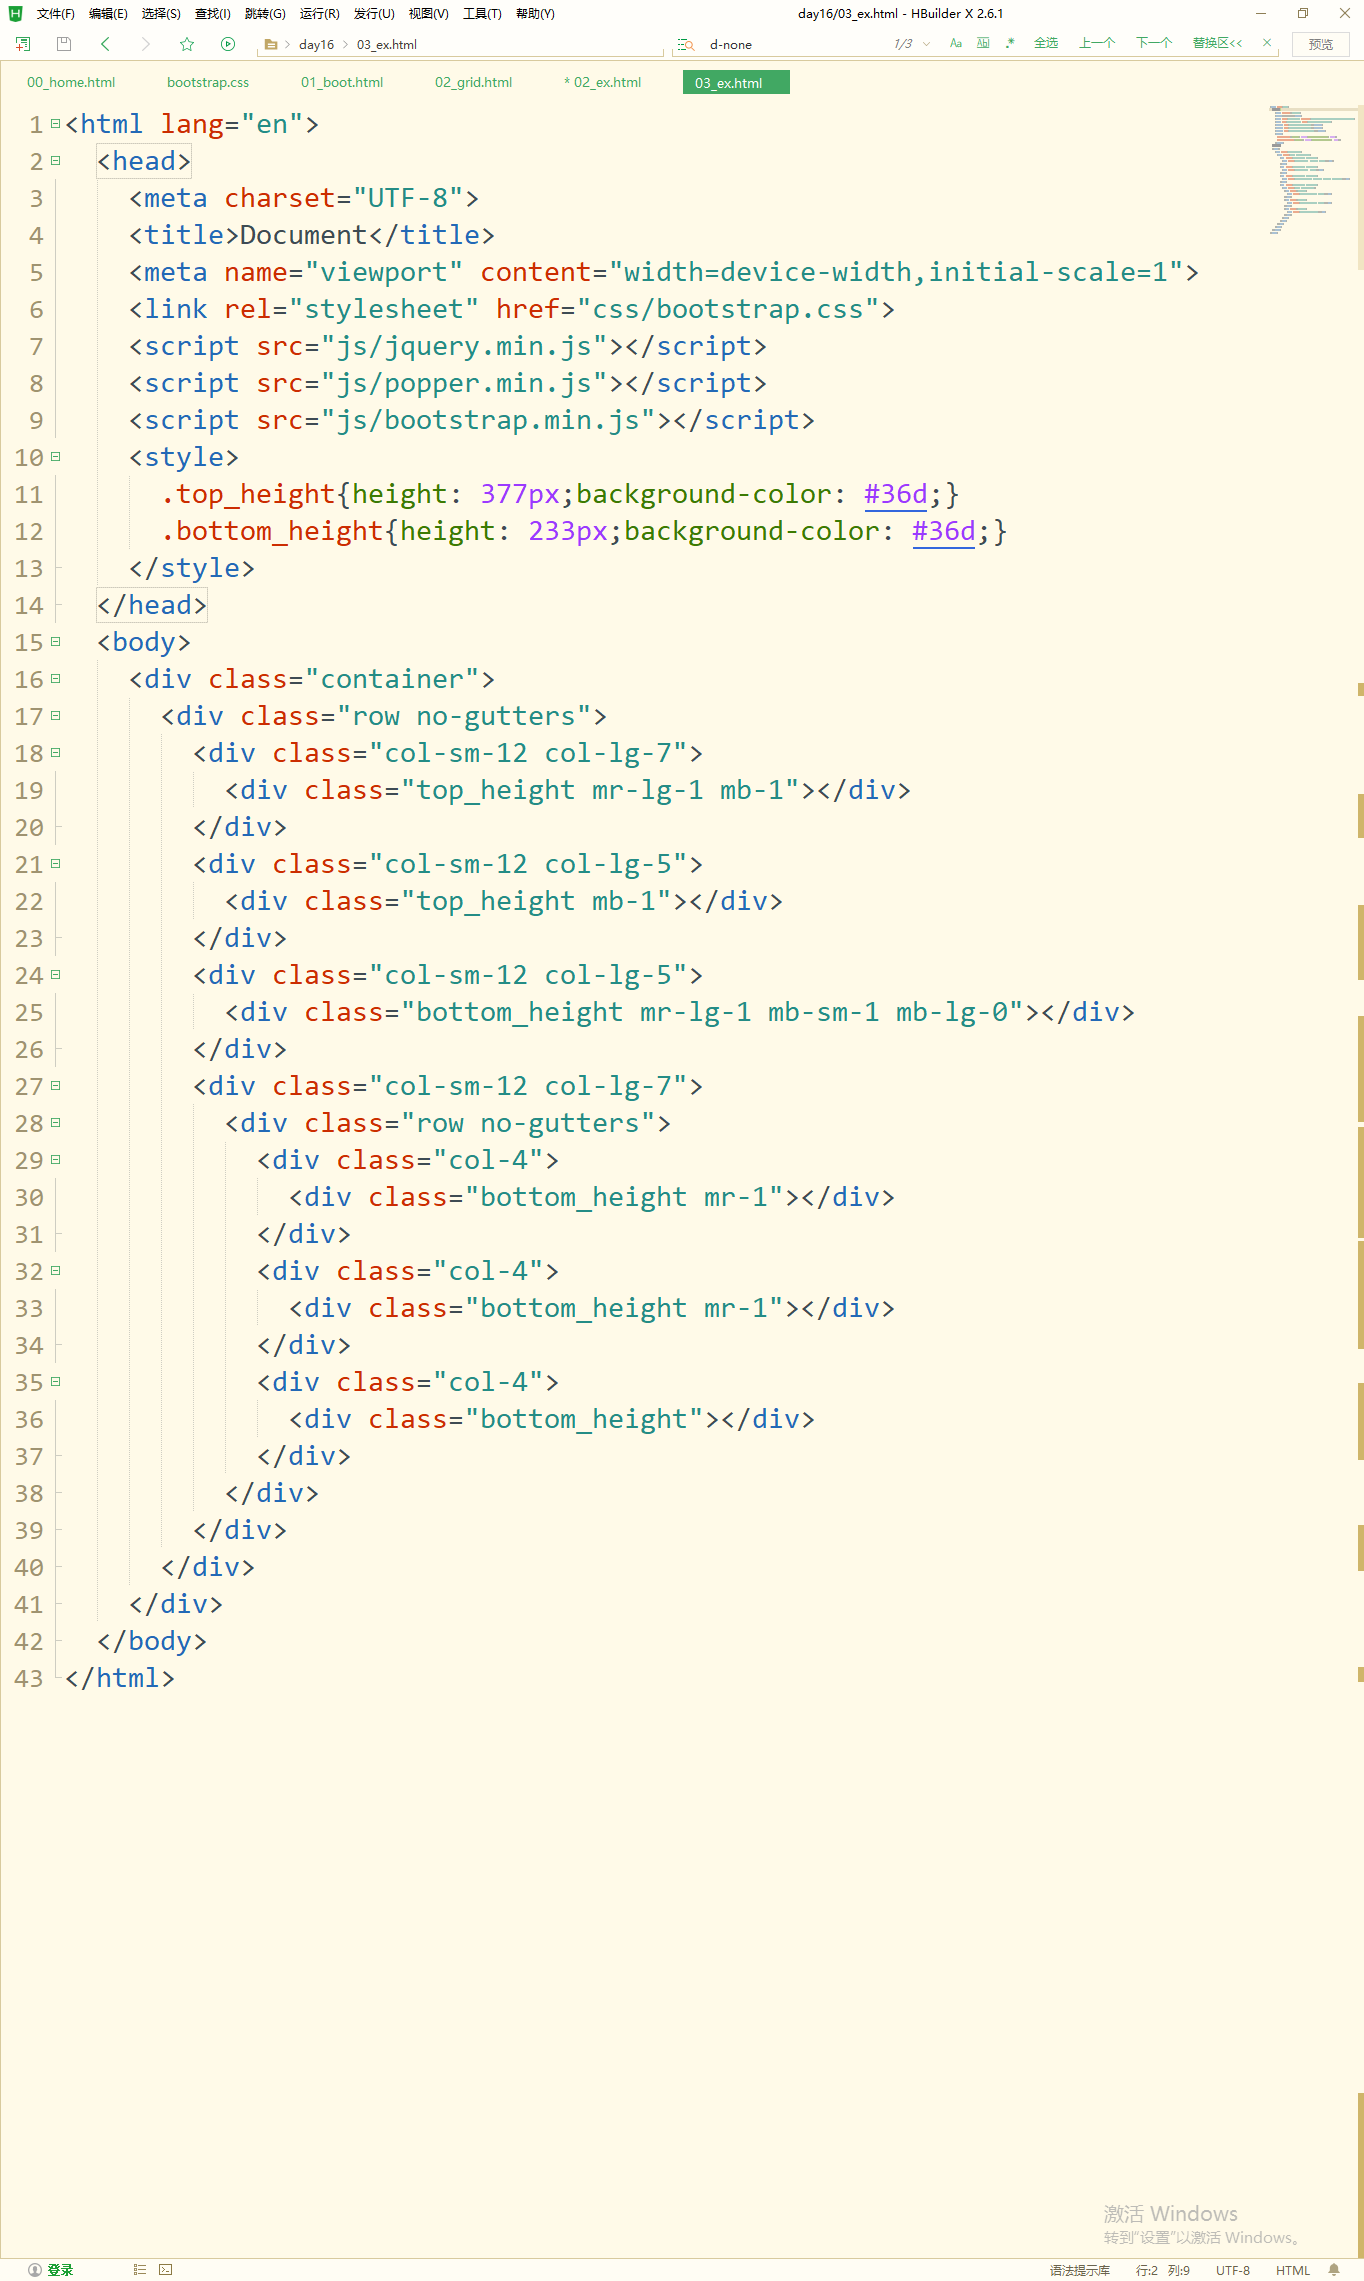 文件(F) 编辑(E) 选择(S) 查找(I) 跳转(G) 运行(R) 发行(U) 视图(V) 工具(T) 帮助(Y) day16/03_ex.html - HBuilder X 2.6.1
day16 03_ex.html d-none 1/3 Aa 全选 上一个 下一个 替换区<< 预览
00_home.html bootstrap.css 01_boot.html 02_grid.html * 02_ex.html 03_ex.html
1 <html lang="en">
2 <head>
3 <meta charset="UTF-8">
4 <title>Document</title>
5 <meta name="viewport" content="width=device-width,initial-scale=1">
6 <link rel="stylesheet" href="css/bootstrap.css">
7 <script src="js/jquery.min.js"></script>
8 <script src="js/popper.min.js"></script>
9 <script src="js/bootstrap.min.js"></script>
10 <style>
11 .top_height{height: 377px;background-color: #36d;}
12 .bottom_height{height: 233px;background-color: #36d;}
13 </style>
14 </head>
15 <body>
16 <div class="container">
17 <div class="row no-gutters">
18 <div class="col-sm-12 col-lg-7">
19 <div class="top_height mr-lg-1 mb-1"></div>
20 </div>
21 <div class="col-sm-12 col-lg-5">
22 <div class="top_height mb-1"></div>
23 </div>
24 <div class="col-sm-12 col-lg-5">
25 <div class="bottom_height mr-lg-1 mb-sm-1 mb-lg-0"></div>
26 </div>
27 <div class="col-sm-12 col-lg-7">
28 <div class="row no-gutters">
29 <div class="col-4">
30 <div class="bottom_height mr-1"></div>
31 </div>
32 <div class="col-4">
33 <div class="bottom_height mr-1"></div>
34 </div>
35 <div class="col-4">
36 <div class="bottom_height"></div>
37 </div>
38 </div>
39 </div>
40 </div>
41 </div>
42 </body>
43 </html>
激活 Windows
转到"设置"以激活 Windows。
登录 语法提示库 行:2 列:9 UTF-8 HTML